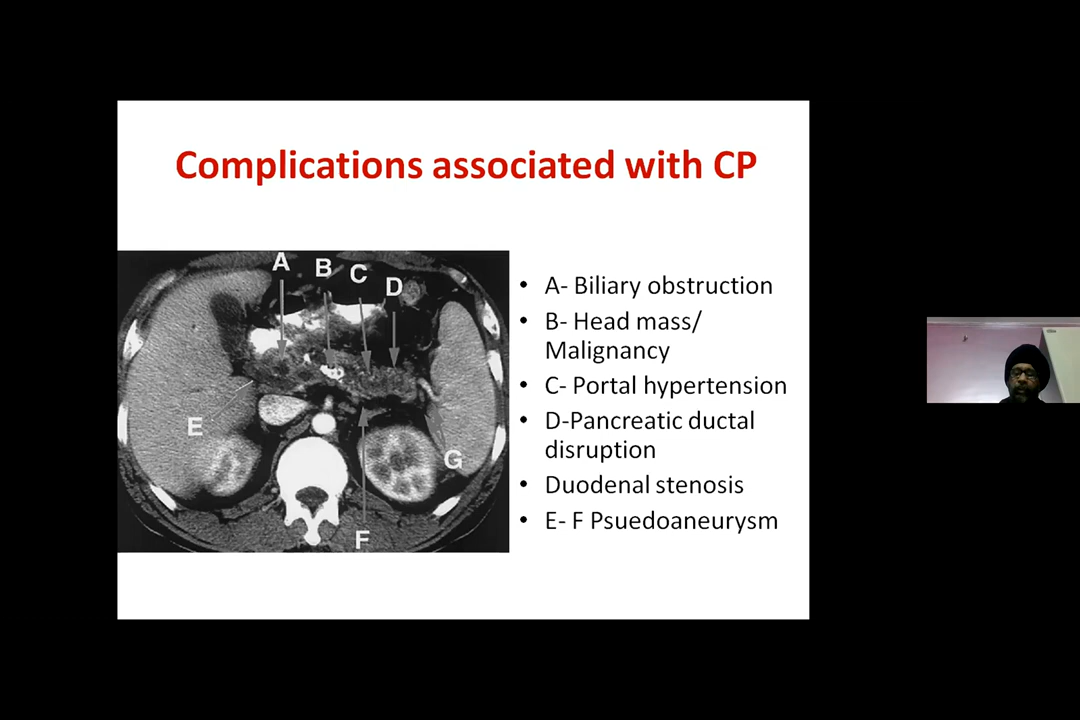 Complications associated with CP
A B C D
E
G
F
• A- Biliary obstruction
• B- Head mass/
Malignancy
• C- Portal hypertension
• D-Pancreatic ductal
disruption
• Duodenal stenosis
• E- F Psuedoaneurysm